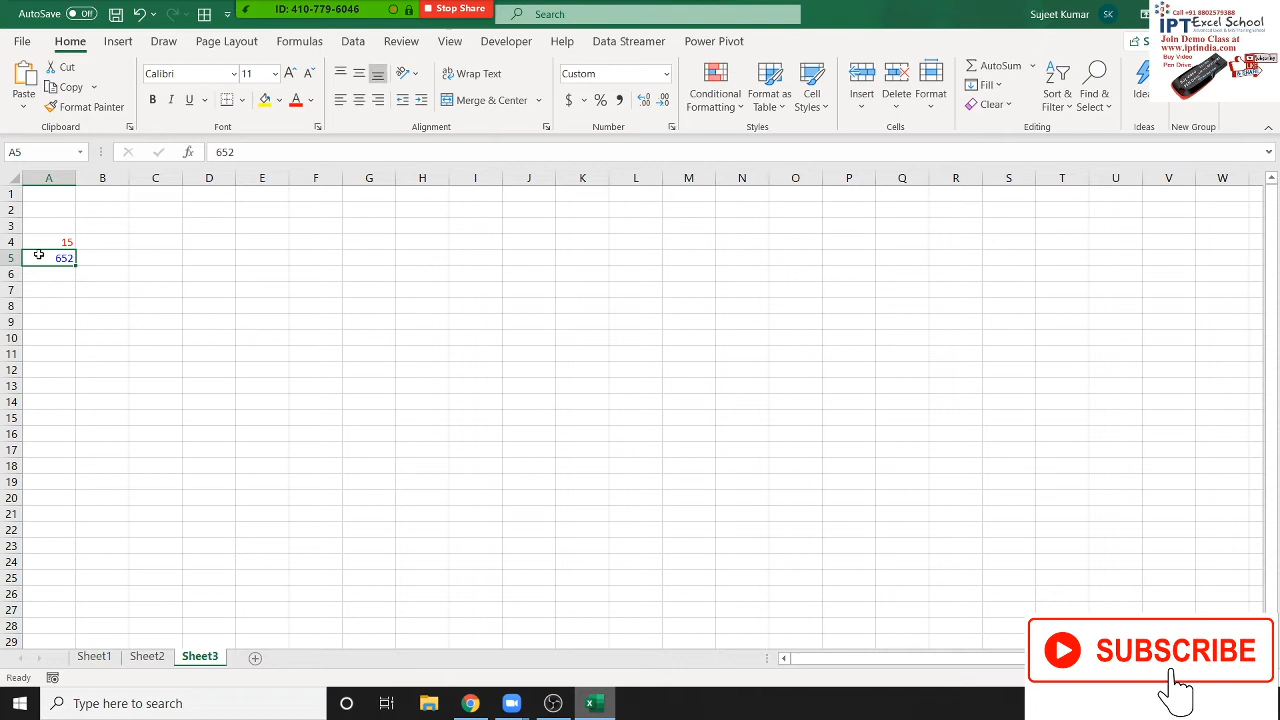 AutoSave Off
ID: 410-779-6046
Stop Share
Search
Sujeet Kumar
SK
Call +91 8802579388
IPT Excel School
Join Demo Class at
www.iptindia.com
Buy Video
Pen Drive
File Home Insert Draw Page Layout Formulas Data Review View Developer Help Data Streamer Power Pivot
Paste
Cut
Copy
Format Painter
Clipboard
Calibri 11
B I U
Font
Wrap Text
Merge & Center
Alignment
Custom
$ %
Number
Conditional Formatting
Format as Table
Cell Styles
Styles
Insert Delete Format
Cells
AutoSum
Fill
Clear
Sort & Filter
Find & Select
Editing
Ideas
Ideas
New Group
A5 fx 652
A B C D E F G H I J K L M N O P Q R S T U V W
1
2
3
4 15
5 652
6
7
8
9
10
11
12
13
14
15
16
17
18
19
20
21
22
23
24
25
26
27
28
29
Sheet1 Sheet2 Sheet3
Ready
SUBSCRIBE
Type here to search